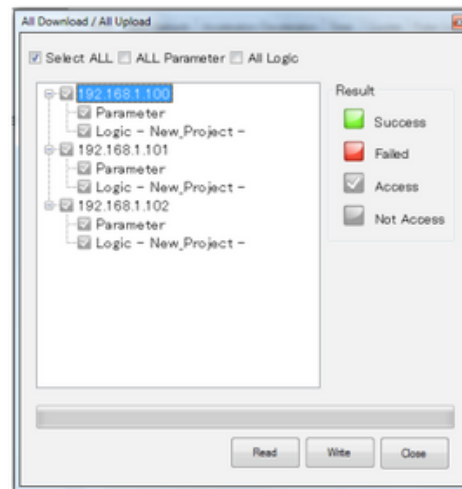 All Download / All Upload
Select ALL ALL Parameter All Logic
192.168.1.100
Parameter
Logic - New_Project -
192.168.1.101
Parameter
Logic - New_Project -
192.168.1.102
Parameter
Logic - New_Project -
Result
Success
Failed
Access
Not Access
Read Write Close